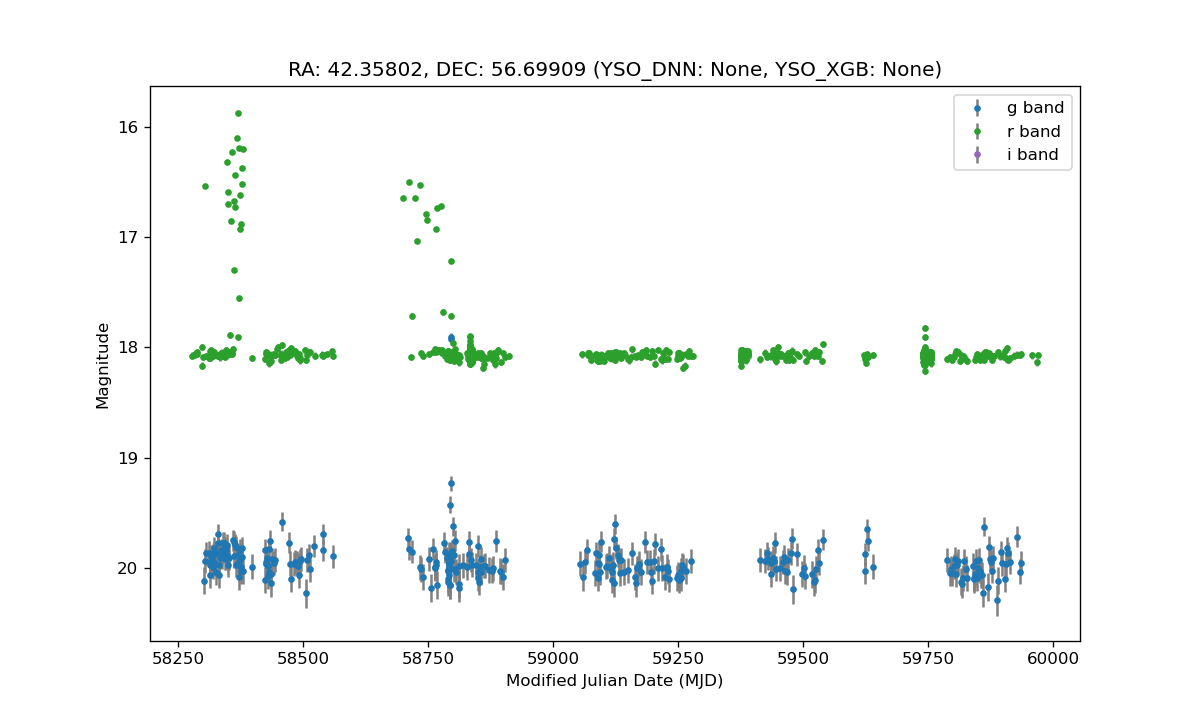 RA: 42.35802, DEC: 56.69909 (YSO_DNN: None, YSO_XGB: None)
g band
r band
i band
16
17
18
19
20
Magnitude
58250 58500 58750 59000 59250 59500 59750 60000
Modified Julian Date (MJD)